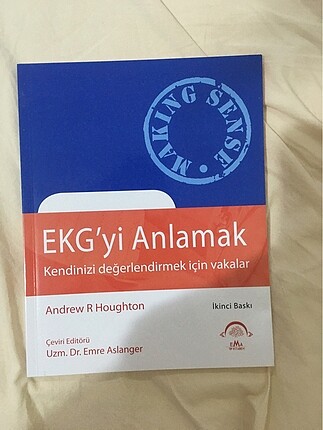 MAKING SENSE
EKG'yi Anlamak
Kendinizi değerlendirmek için vakalar
Andrew R Houghton
İkinci Baskı
Çeviri Editörü
Uzm. Dr. Emre Aslanger
EMA